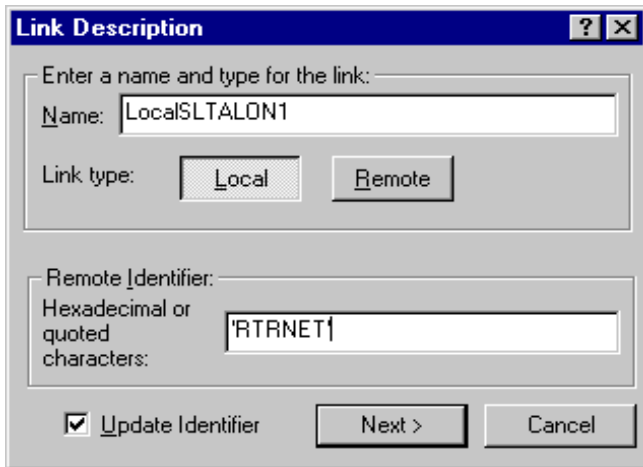 Link Description
Enter a name and type for the link:
Name: LocalSLTALON1
Link type: Local Remote
Remote Identifier:
Hexadecimal or
quoted
characters:
'RTRNET'
Update Identifier Next > Cancel